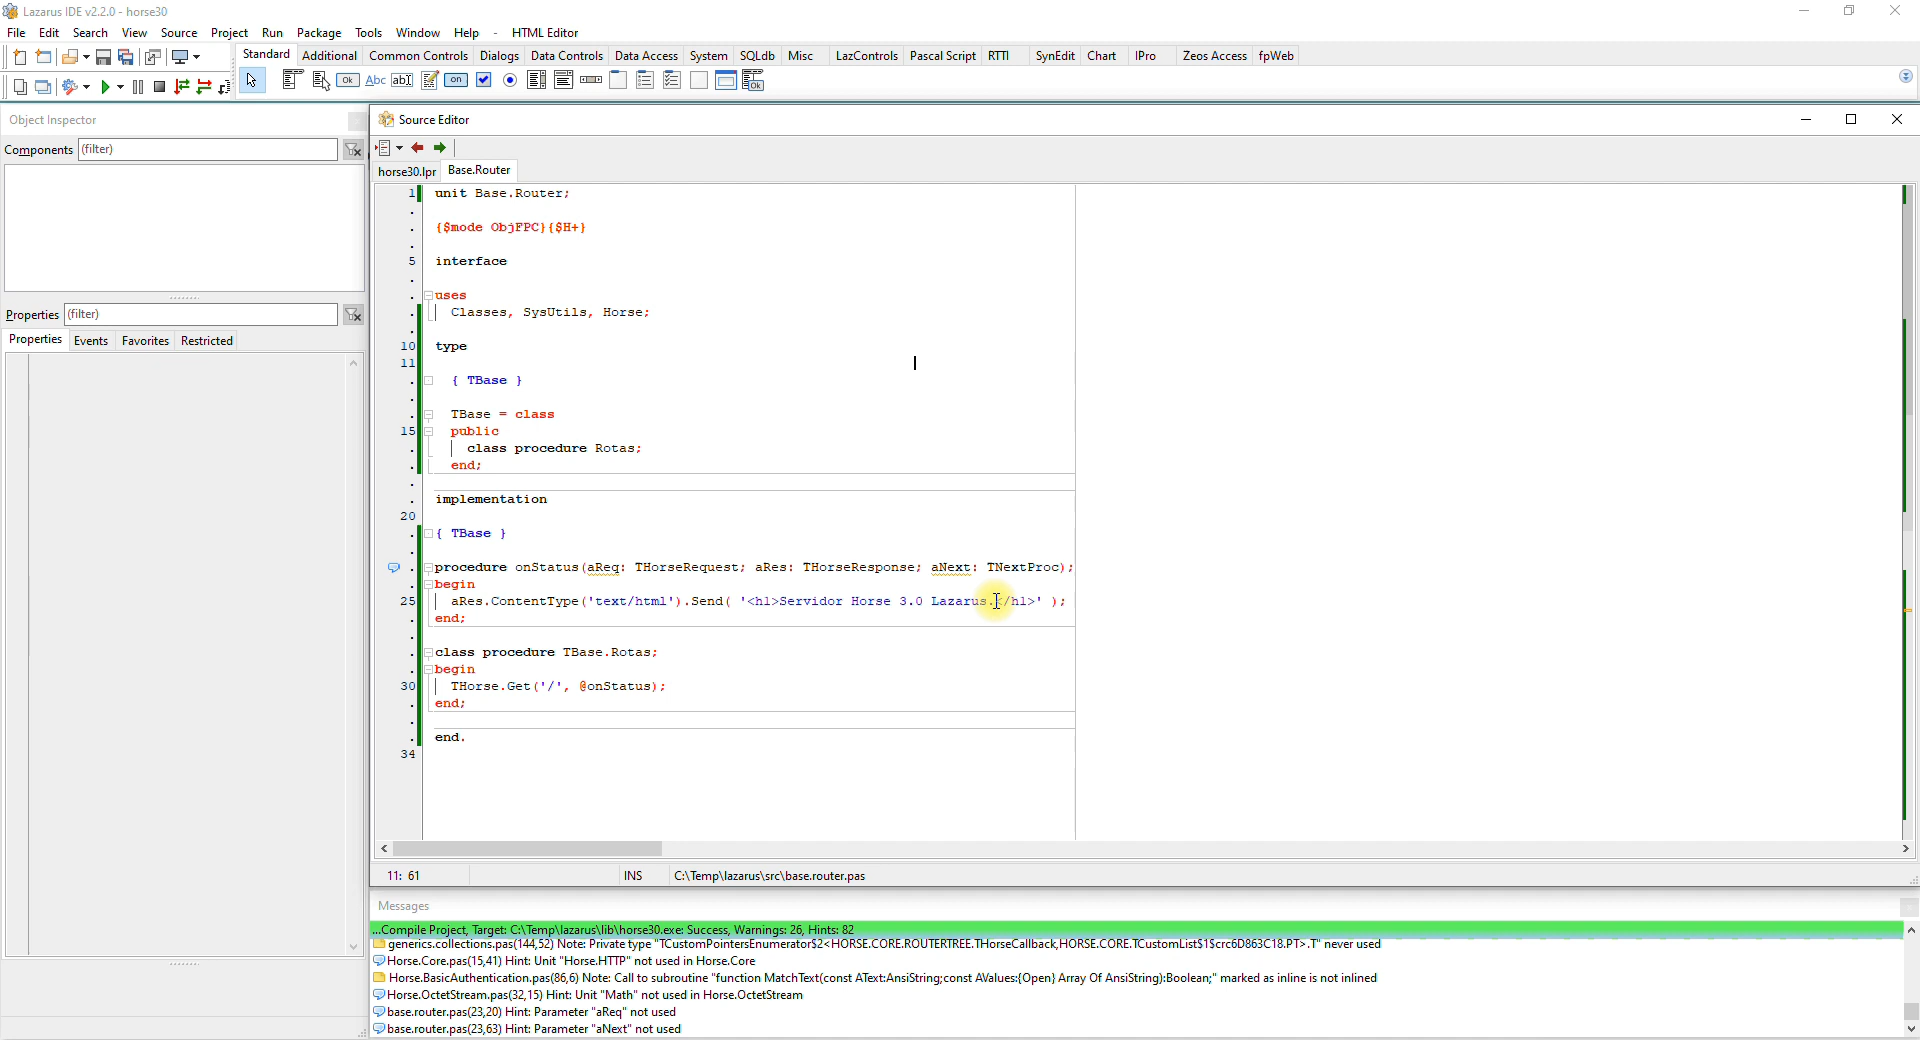 Lazarus IDE v2.2.0 - horse30
File Edit Search View Source Project Run Package Tools Window Help - HTML Editor
Standard Additional Common Controls Dialogs Data Controls Data Access System SQLdb Misc LazControls Pascal Script RTTI SynEdit Chart IPro Zeos Access fpWeb
Ok Abc ab on Ok
Object Inspector
Components (filter)
Properties (filter)
Properties Events Favorites Restricted
Source Editor
horse30.lpr Base.Router
1 unit Base.Router;
{$mode ObjFPC}{$H+}
5 interface
uses
Classes, SysUtils, Horse;
10 type
11
{ TBase }
TBase = class
15 public
class procedure Rotas;
end;
implementation
20
{ TBase }
procedure onStatus(aReq: THorseRequest; aRes: THorseResponse; aNext: TNextProc);
begin
25 aRes.ContentType('text/html').Send( '<h1>Servidor Horse 3.0 Lazarus.</h1>' );
end;
class procedure TBase.Rotas;
begin
30 THorse.Get('/', @onStatus);
end;
end.
34
11: 61 INS C:\Temp\lazarus\src\base.router.pas
Messages
...Compile Project, Target: C:\Temp\lazarus\lib\horse30.exe: Success, Warnings: 26, Hints: 82
generics.collections.pas(144,52) Note: Private type "TCustomPointersEnumerator$2<HORSE.CORE.ROUTERTREE.THorseCallback,HORSE.CORE.TCustomList$1$crc6D863C18.PT>.T" never used
Horse.Core.pas(15,41) Hint: Unit "Horse.HTTP" not used in Horse.Core
Horse.BasicAuthentication.pas(86,6) Note: Call to subroutine "function MatchText(const AText:AnsiString;const AValues:{Open} Array Of AnsiString):Boolean;" marked as inline is not inlined
Horse.OctetStream.pas(32,15) Hint: Unit "Math" not used in Horse.OctetStream
base.router.pas(23,20) Hint: Parameter "aReq" not used
base.router.pas(23,63) Hint: Parameter "aNext" not used